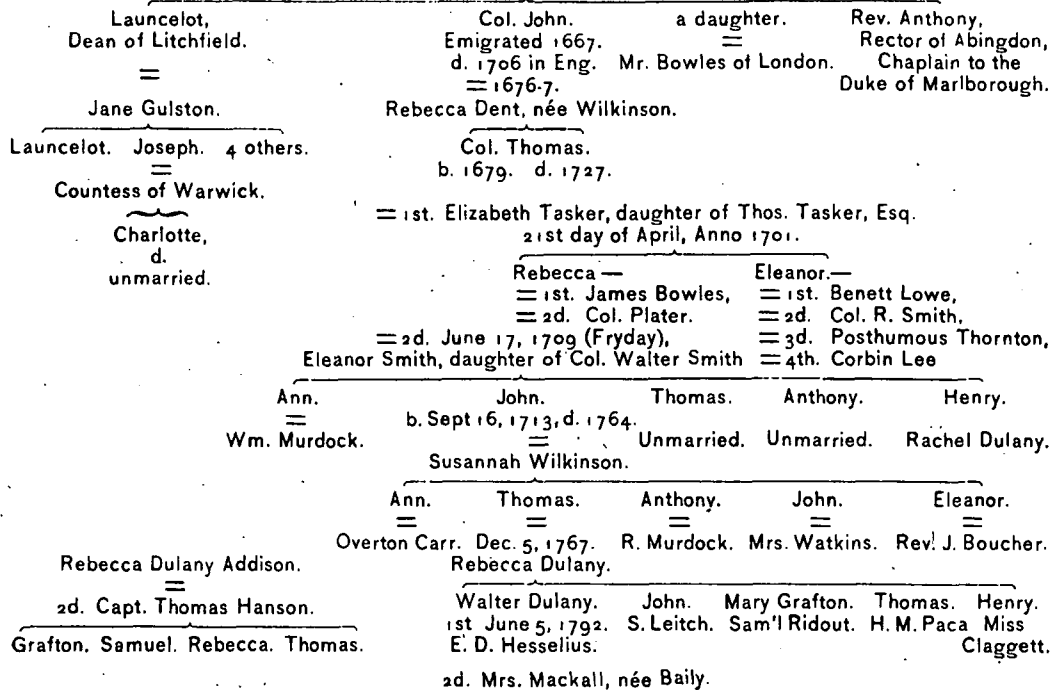 Launcelot, Col. John. a daughter. Rev. Anthony,
Dean of Litchfield. Emigrated 1667. = Rector of Abingdon,
= d. 1706 in Eng. Mr. Bowles of London. Chaplain to the
= 1676-7. Duke of Marlborough.
Jane Gulston. Rebecca Dent, née Wilkinson.
Launcelot. Joseph. 4 others. Col. Thomas.
= b. 1679. d. 1727.
Countess of Warwick.
= 1st. Elizabeth Tasker, daughter of Thos. Tasker, Esq.
Charlotte, 21st day of April, Anno 1701.
d.
unmarried.
Rebecca — Eleanor.—
= 1st. James Bowles, = 1st. Benett Lowe,
= 2d. Col. Plater. = 2d. Col. R. Smith,
= 2d. June 17, 1709 (Fryday), = 3d. Posthumous Thornton,
Eleanor Smith, daughter of Col. Walter Smith = 4th. Corbin Lee
Ann. John. Thomas. Anthony. Henry.
= b. Sept 16, 1713, d. 1764.
Wm. Murdock. = Unmarried. Unmarried. Rachel Dulany.
Susannah Wilkinson.
Ann. Thomas. Anthony. John. Eleanor.
= = = = =
Overton Carr. Dec. 5, 1767. R. Murdock. Mrs. Watkins. Rev. J. Boucher.
Rebecca Dulany Addison. Rebecca Dulany.
=
2d. Capt. Thomas Hanson. Walter Dulany. John. Mary Grafton. Thomas. Henry.
1st June 5, 1792. S. Leitch. Sam'l Ridout. H. M. Paca Miss
Grafton. Samuel. Rebecca. Thomas. E. D. Hesselius. Claggett.
2d. Mrs. Mackall, née Baily.